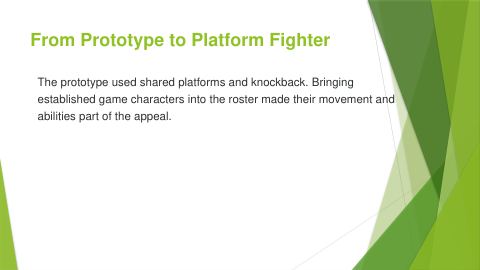 From Prototype to Platform Fighter
The prototype used shared platforms and knockback. Bringing
established game characters into the roster made their movement and
abilities part of the appeal.